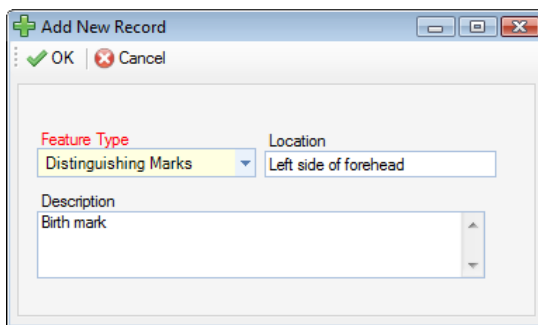 Add New Record
OK Cancel
Feature Type Location
Distinguishing Marks Left side of forehead
Description
Birth mark